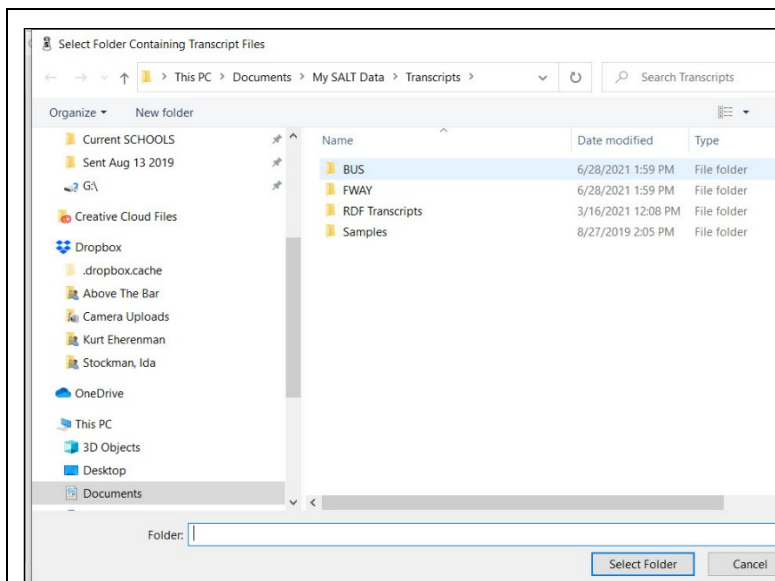 Select Folder Containing Transcript Files
This PC > Documents > My SALT Data > Transcripts >
Search Transcripts
Organize
New folder
Name Date modified Type
BUS 6/28/2021 1:59 PM File folder
FWAY 6/28/2021 1:59 PM File folder
RDF Transcripts 3/16/2021 12:08 PM File folder
Samples 8/27/2019 2:05 PM File folder
Current SCHOOLS
Sent Aug 13 2019
G:\
Creative Cloud Files
Dropbox
.dropbox.cache
Above The Bar
Camera Uploads
Kurt Eherenman
Stockman, Ida
OneDrive
This PC
3D Objects
Desktop
Documents
Folder:
Select Folder
Cancel